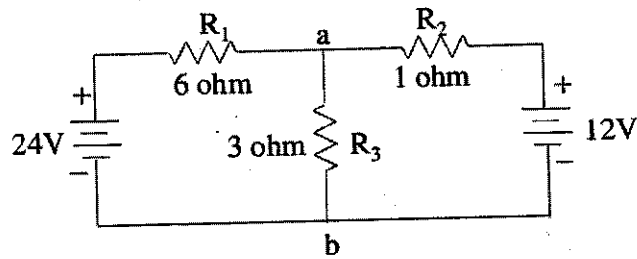 R1 a R2
6 ohm 1 ohm
+ +
24V 3 ohm R3 12V
− −
b